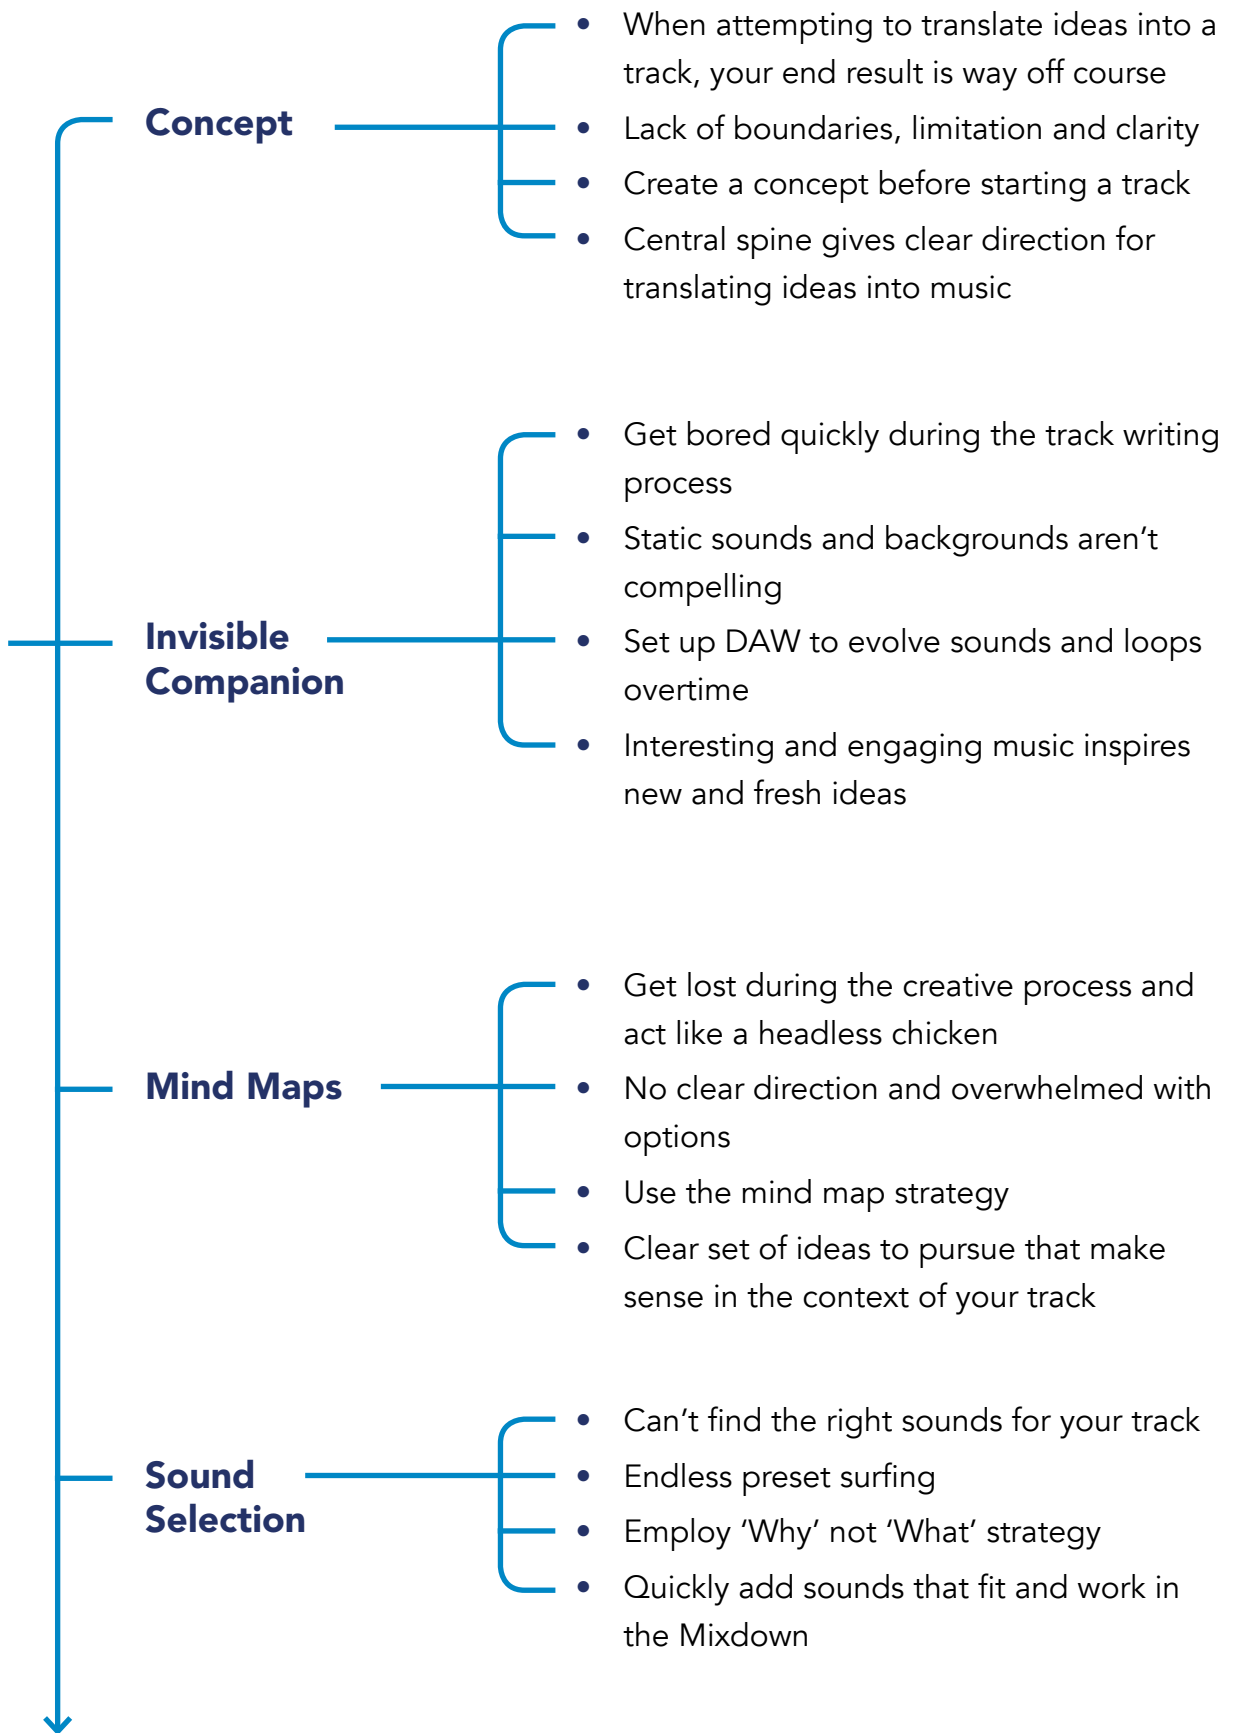 Concept
• When attempting to translate ideas into a
track, your end result is way off course
• Lack of boundaries, limitation and clarity
• Create a concept before starting a track
• Central spine gives clear direction for
translating ideas into music
Invisible
Companion
• Get bored quickly during the track writing
process
• Static sounds and backgrounds aren’t
compelling
• Set up DAW to evolve sounds and loops
overtime
• Interesting and engaging music inspires
new and fresh ideas
Mind Maps
• Get lost during the creative process and
act like a headless chicken
• No clear direction and overwhelmed with
options
• Use the mind map strategy
• Clear set of ideas to pursue that make
sense in the context of your track
Sound
Selection
• Can’t find the right sounds for your track
• Endless preset surfing
• Employ ‘Why’ not ‘What’ strategy
• Quickly add sounds that fit and work in
the Mixdown